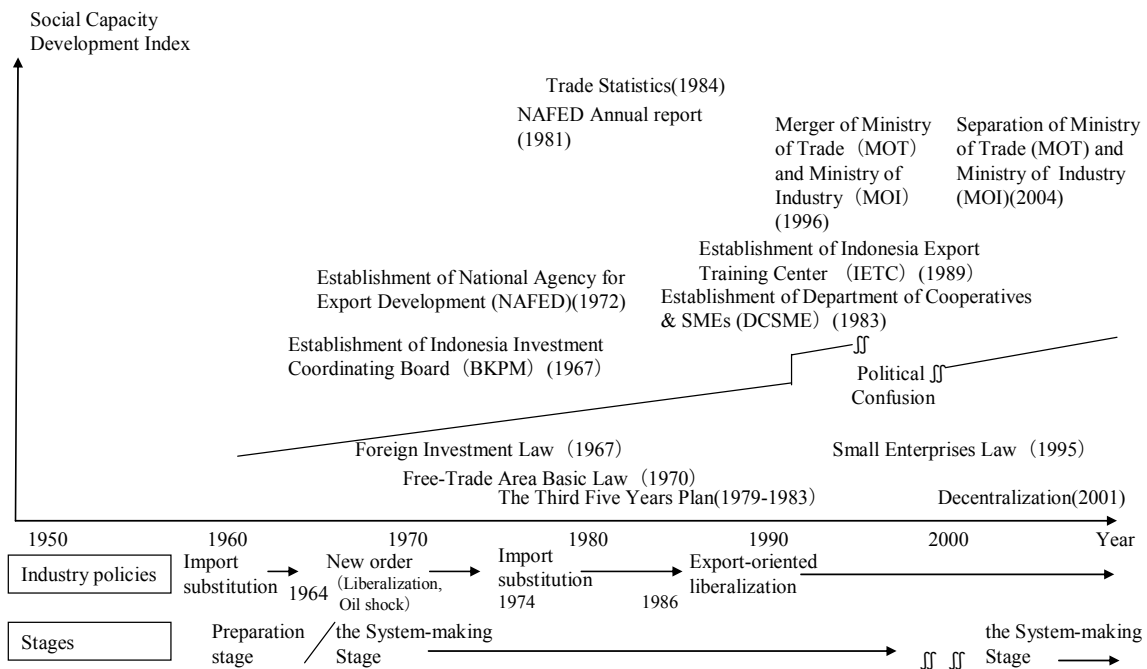 Social Capacity
Development Index
Trade Statistics(1984)
NAFED Annual report
(1981)
Merger of Ministry
of Trade（MOT）
and Ministry of
Industry（MOI）
(1996)
Separation of Ministry
of Trade (MOT) and
Ministry of Industry
(MOI)(2004)
Establishment of Indonesia Export
Training Center （IETC）(1989)
Establishment of National Agency for
Export Development (NAFED)(1972)
Establishment of Department of Cooperatives
& SMEs (DCSME）(1983)
Establishment of Indonesia Investment
Coordinating Board（BKPM）(1967)
Political
Confusion
Foreign Investment Law（1967)
Small Enterprises Law（1995)
Free-Trade Area Basic Law（1970)
The Third Five Years Plan(1979-1983)
Decentralization(2001)
1950 1960 1970 1980 1990 2000 Year
Industry policies
Import
substitution
1964
New order
（Liberalization,
Oil shock）
Import
substitution
1974
1986
Export-oriented
liberalization
Stages
Preparation
stage
the System-making
Stage
the System-making
Stage